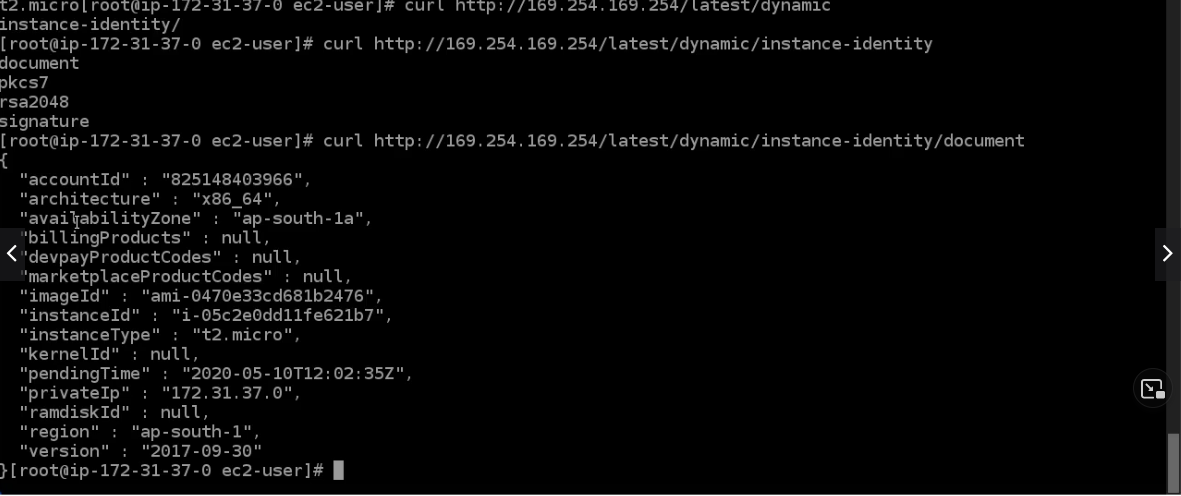 t2.micro[root@ip-172-31-37-0 ec2-user]# curl http://169.254.169.254/latest/dynamic
instance-identity/
[root@ip-172-31-37-0 ec2-user]# curl http://169.254.169.254/latest/dynamic/instance-identity
document
pkcs7
rsa2048
signature
[root@ip-172-31-37-0 ec2-user]# curl http://169.254.169.254/latest/dynamic/instance-identity/document
{
  "accountId" : "825148403966",
  "architecture" : "x86_64",
  "availabilityZone" : "ap-south-1a",
  "billingProducts" : null,
  "devpayProductCodes" : null,
  "marketplaceProductCodes" : null,
  "imageId" : "ami-0470e33cd681b2476",
  "instanceId" : "i-05c2e0dd11fe621b7",
  "instanceType" : "t2.micro",
  "kernelId" : null,
  "pendingTime" : "2020-05-10T12:02:35Z",
  "privateIp" : "172.31.37.0",
  "ramdiskId" : null,
  "region" : "ap-south-1",
  "version" : "2017-09-30"
}[root@ip-172-31-37-0 ec2-user]#